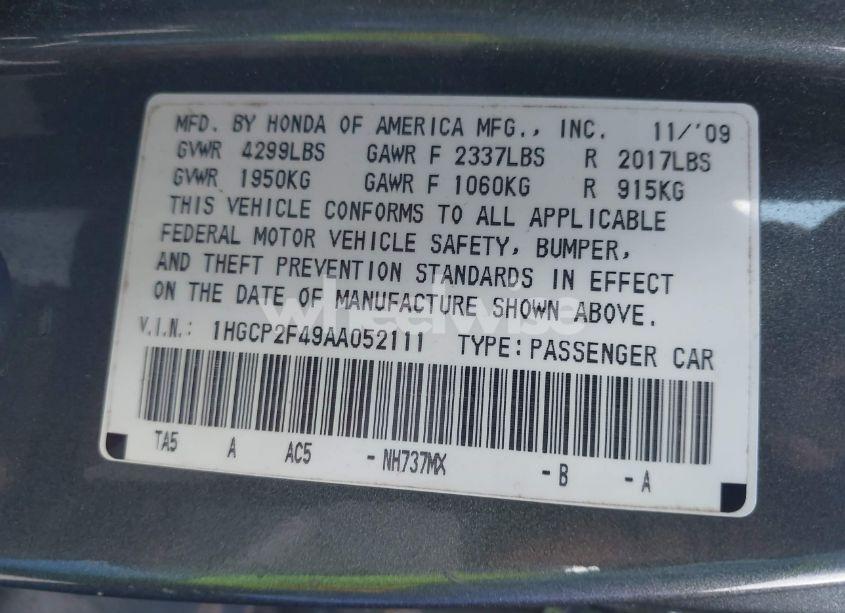 MFD. BY HONDA OF AMERICA MFG., INC. 11/'09
GVWR 4299LBS GAWR F 2337LBS R 2017LBS
GVWR 1950KG GAWR F 1060KG R 915KG
THIS VEHICLE CONFORMS TO ALL APPLICABLE
FEDERAL MOTOR VEHICLE SAFETY, BUMPER,
AND THEFT PREVENTION STANDARDS IN EFFECT
ON THE DATE OF MANUFACTURE SHOWN ABOVE.
wheelwise
V.I.N.: 1HGCP2F49AA052111 TYPE: PASSENGER CAR
TA5 A AC5 - NH737MX - B - A